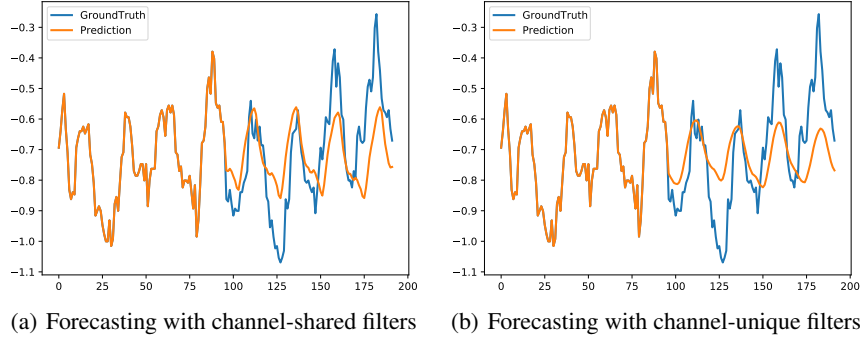 GroundTruth
Prediction
−0.3
−0.4
−0.5
−0.6
−0.7
−0.8
−0.9
−1.0
−1.1
0 25 50 75 100 125 150 175 200
(a) Forecasting with channel-shared filters
GroundTruth
Prediction
−0.3
−0.4
−0.5
−0.6
−0.7
−0.8
−0.9
−1.0
−1.1
0 25 50 75 100 125 150 175 200
(b) Forecasting with channel-unique filters